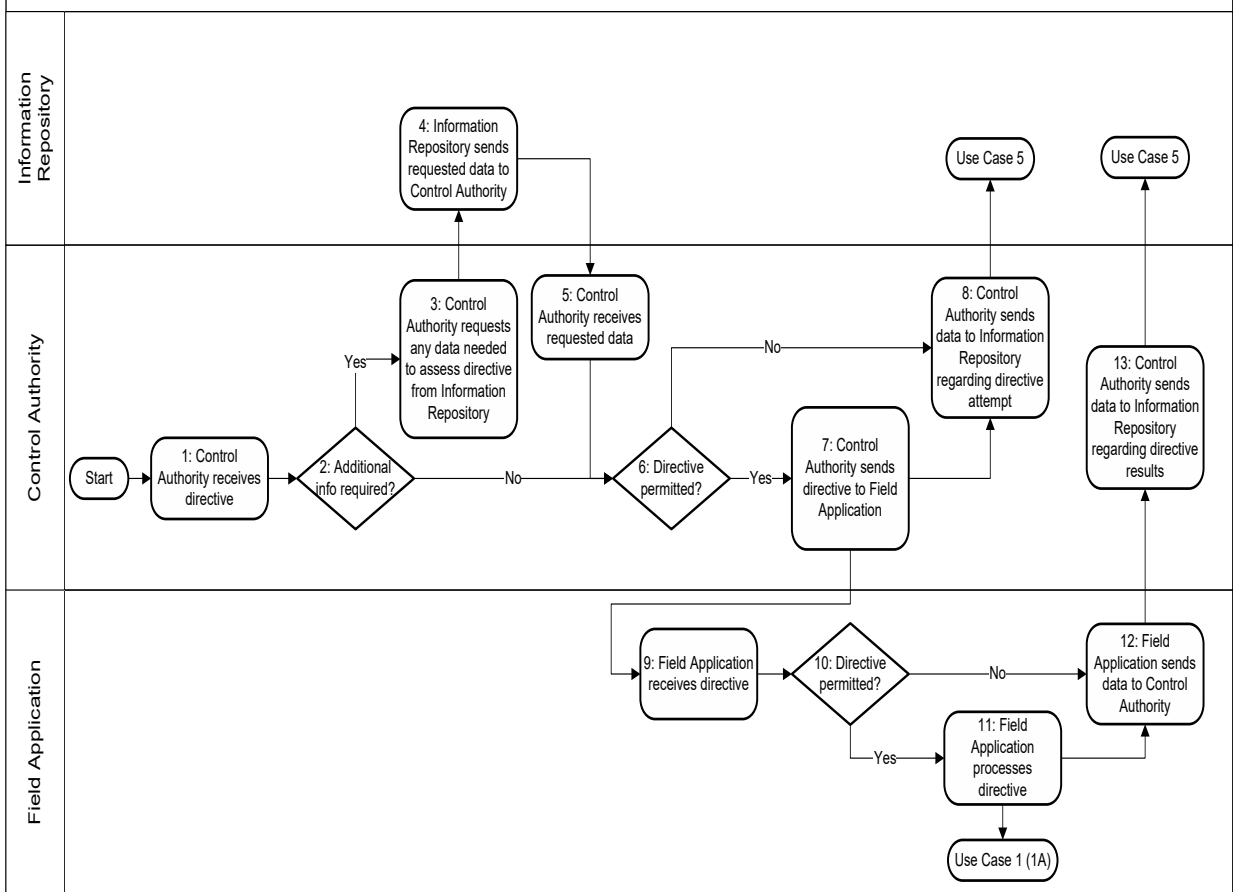 Information
Repository
4: Information
Repository sends
requested data to
Control Authority
Use Case 5
Use Case 5
Control Authority
Start
1: Control
Authority receives
directive
2: Additional
info required?
Yes
3: Control
Authority requests
any data needed
to assess directive
from Information
Repository
No
5: Control
Authority receives
requested data
6: Directive
permitted?
No
Yes
7: Control
Authority sends
directive to Field
Application
8: Control
Authority sends
data to Information
Repository
regarding directive
attempt
13: Control
Authority sends
data to Information
Repository
regarding directive
results
Field Application
9: Field Application
receives directive
10: Directive
permitted?
No
Yes
11: Field
Application
processes
directive
12: Field
Application sends
data to Control
Authority
Use Case 1 (1A)